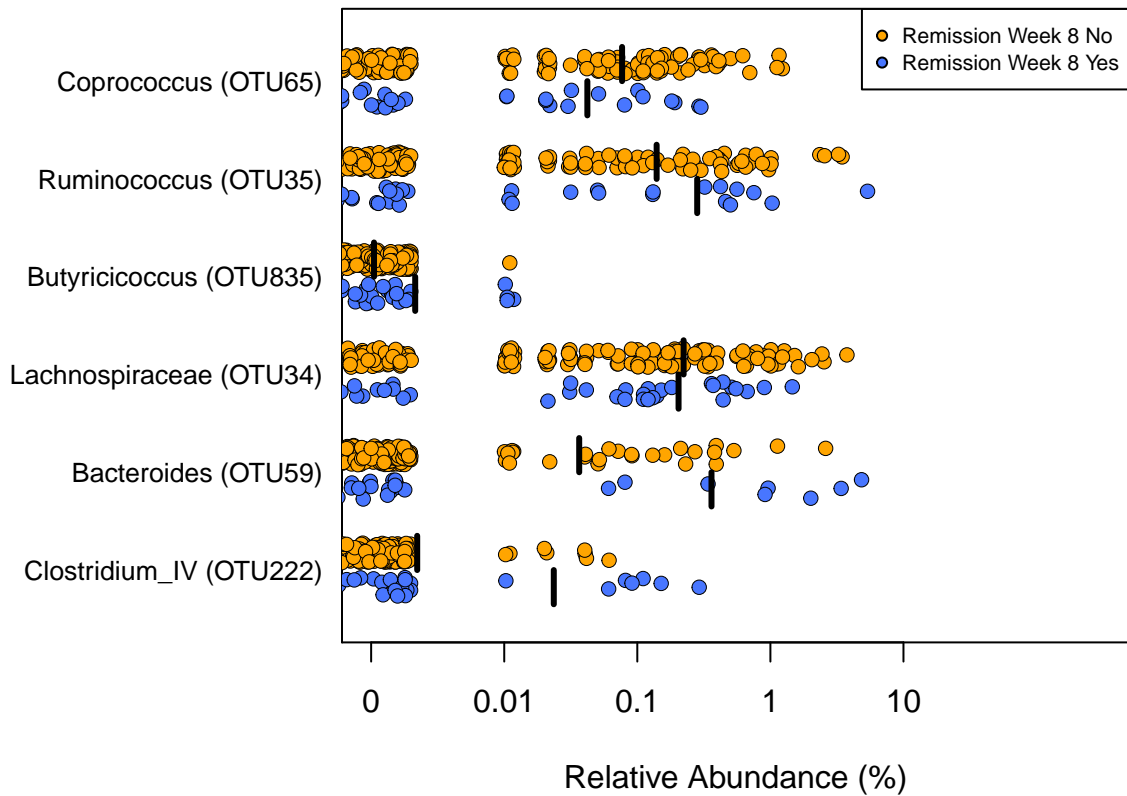 Remission Week 8 No
Remission Week 8 Yes
Coprococcus (OTU65)
Ruminococcus (OTU35)
Butyricicoccus (OTU835)
Lachnospiraceae (OTU34)
Bacteroides (OTU59)
Clostridium_IV (OTU222)
0 0.01 0.1 1 10
Relative Abundance (%)